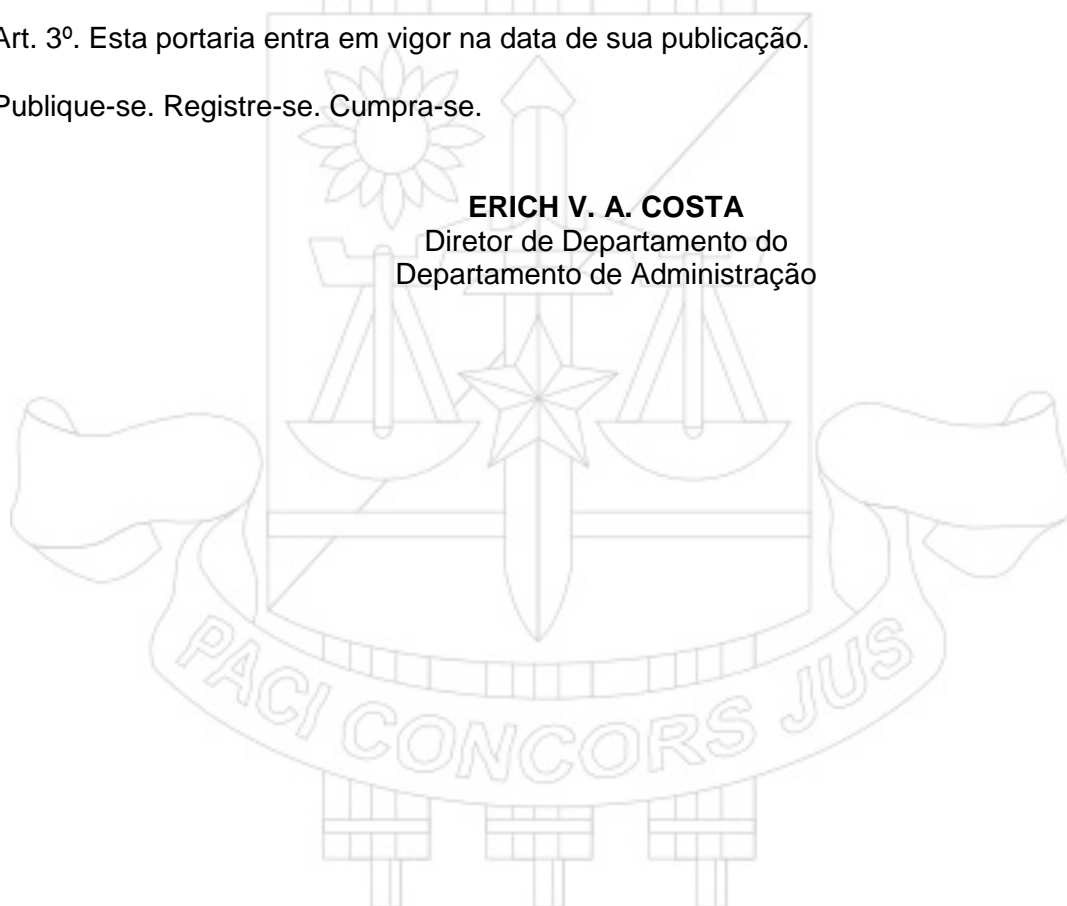 Art. 3º. Esta portaria entra em vigor na data de sua publicação.
Publique-se. Registre-se. Cumpra-se.
ERICH V. A. COSTA
Diretor de Departamento do
Departamento de Administração
PACI CONCORS JUS